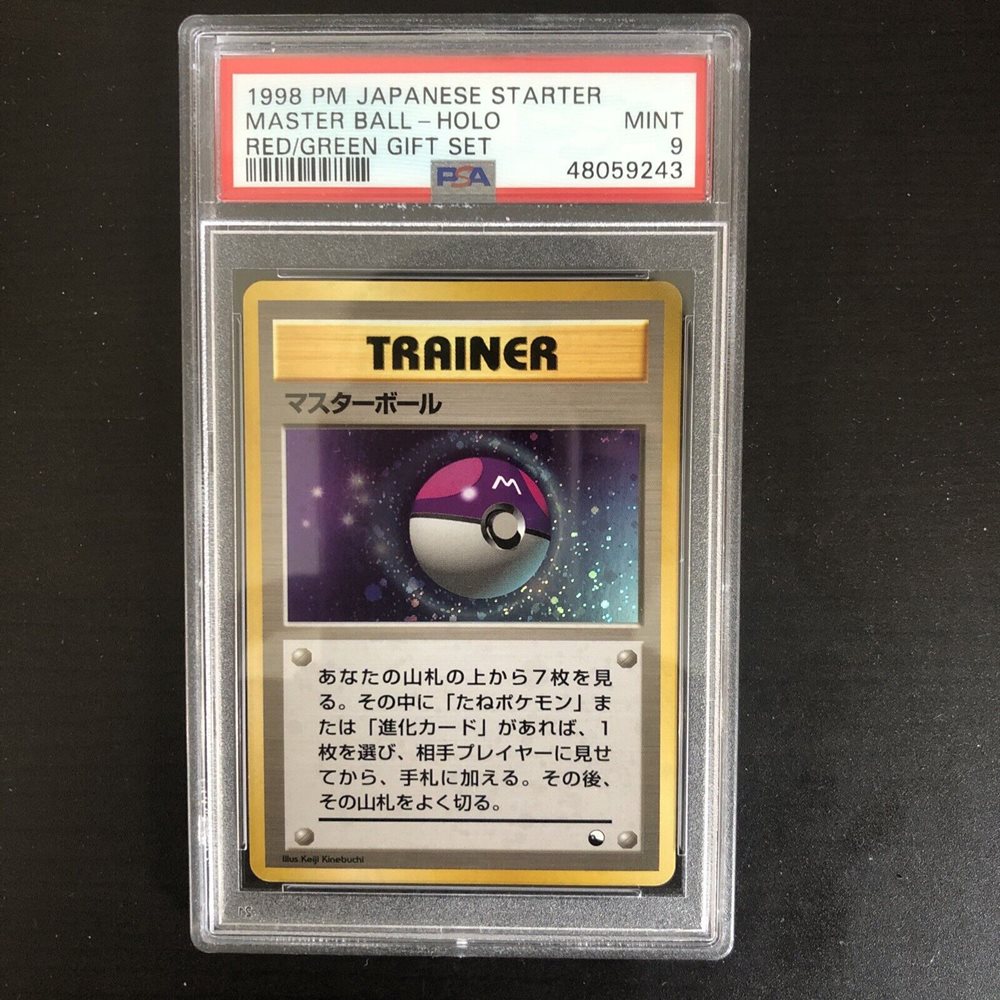 1998 PM JAPANESE STARTER
MASTER BALL – HOLO MINT
RED/GREEN GIFT SET 9
PSA 48059243
TRAINER
マスターボール
M
あなたの山札の上から7枚を見
る。その中に「たねポケモン」ま
たは「進化カード」があれば、1
枚を選び、相手プレイヤーに見せ
てから、手札に加える。その後、
その山札をよく切る。
Illus. Keiji Kinebuchi